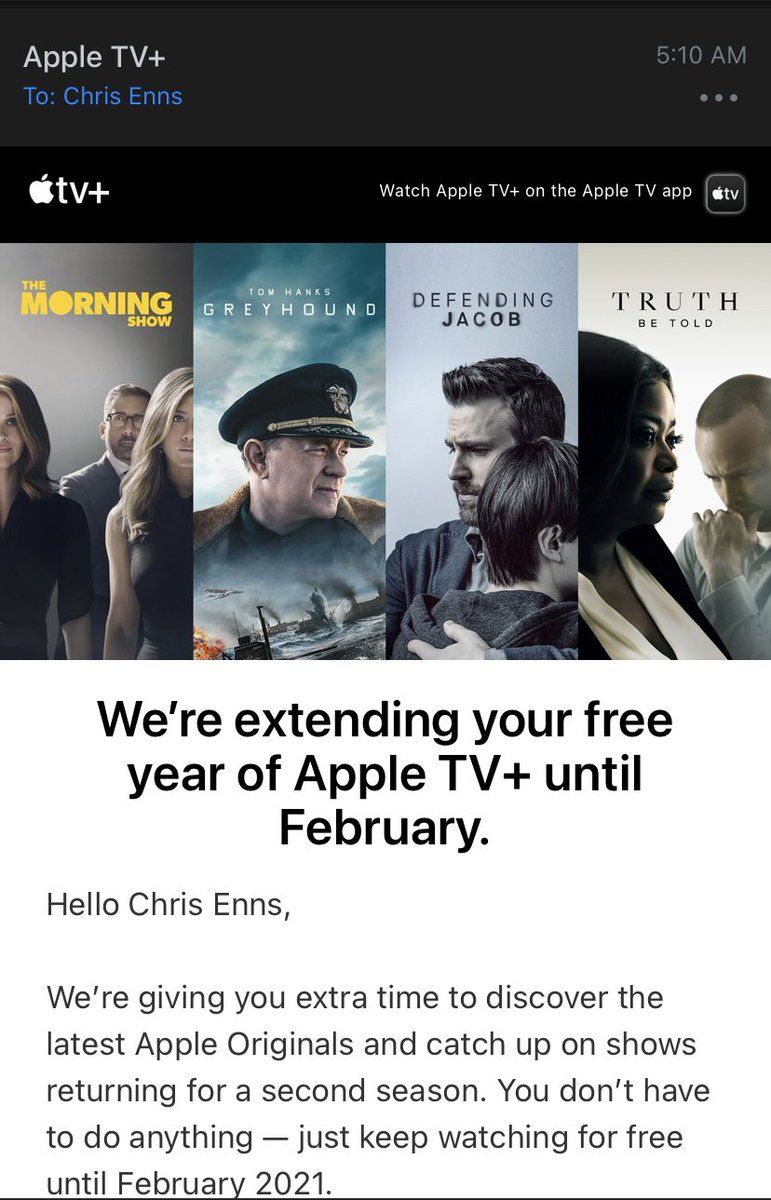 Apple TV+
5:10 AM
To: Chris Enns
tv+
Watch Apple TV+ on the Apple TV app
tv
THE
MORNING
SHOW
TOM HANKS
GREYHOUND
DEFENDING
JACOB
TRUTH
BE TOLD
We’re extending your free
year of Apple TV+ until
February.
Hello Chris Enns,
We’re giving you extra time to discover the
latest Apple Originals and catch up on shows
returning for a second season. You don’t have
to do anything — just keep watching for free
until February 2021.